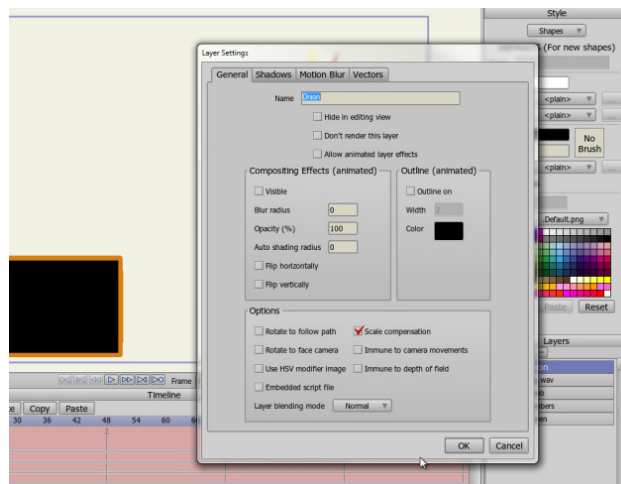 Style
Shapes
(For new shapes)
Layer Settings
General Shadows Motion Blur Vectors
Name Onion
Hide in editing view
Don't render this layer
Allow animated layer effects
Compositing Effects (animated)
Outline (animated)
Visible
Outline on
Blur radius 0
Width 2
Opacity (%) 100
Color
Auto shading radius 0
Flip horizontally
Flip vertically
Options
Rotate to follow path
Scale compensation
Rotate to face camera
Immune to camera movements
Use HSV modifier image
Immune to depth of field
Embedded script file
Layer blending mode Normal
OK Cancel
<plain> ...
<plain> ...
No
Brush
<plain> ...
.Default.png
Paste Reset
Layers
.wav
Frame
Timeline
Copy Paste
30 36 42 48 54 60
2